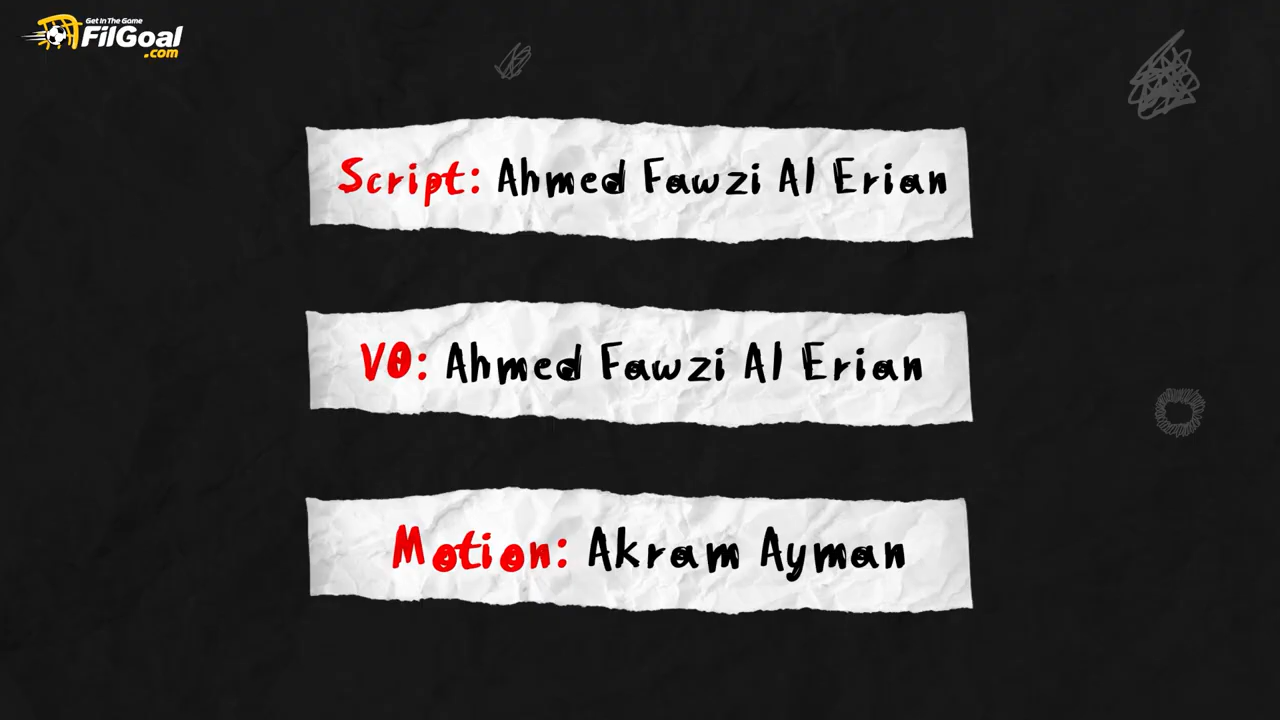 Get In The Game
FilGoal
.com
Script: Ahmed Fawzi Al Erian
VO: Ahmed Fawzi Al Erian
Motion: Akram Ayman